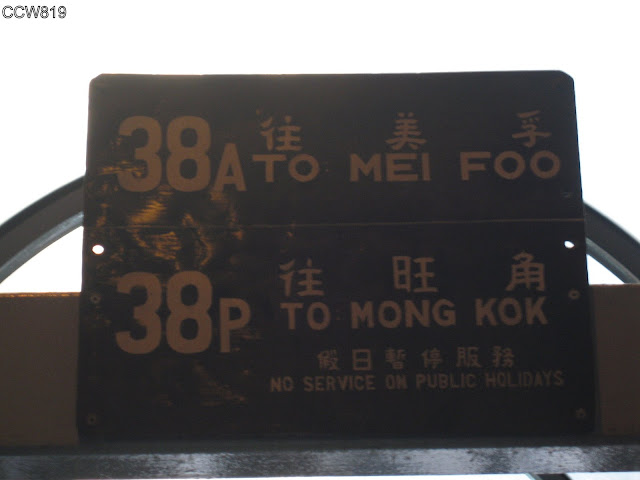 CCW819
38A 往美孚
TO MEI FOO
38P 往旺角
TO MONG KOK
假日暫停服務
NO SERVICE ON PUBLIC HOLIDAYS